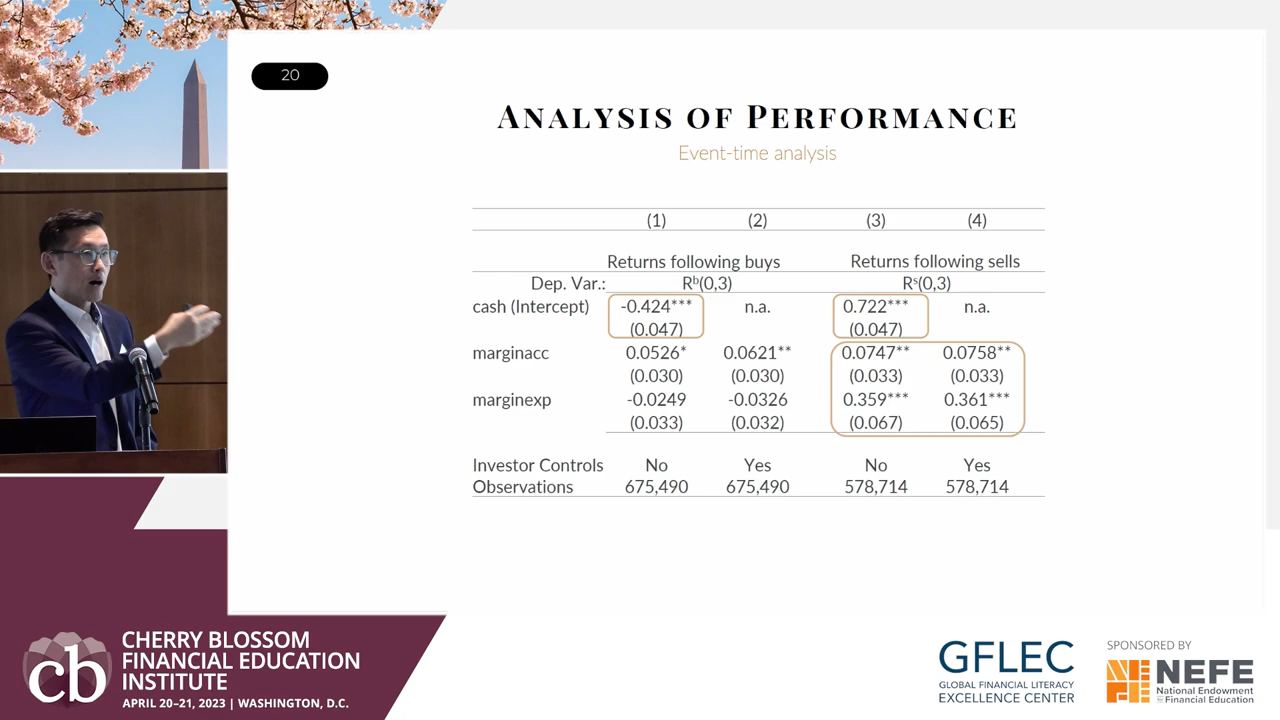 20
ANALYSIS OF PERFORMANCE
Event-time analysis
(1) (2) (3) (4)
Returns following buys Returns following sells
Dep. Var.: Rᵇ(0,3) Rˢ(0,3)
cash (Intercept) -0.424*** n.a. 0.722*** n.a.
(0.047) (0.047)
marginacc 0.0526* 0.0621** 0.0747** 0.0758**
(0.030) (0.030) (0.033) (0.033)
marginexp -0.0249 -0.0326 0.359*** 0.361***
(0.033) (0.032) (0.067) (0.065)
Investor Controls No Yes No Yes
Observations 675,490 675,490 578,714 578,714
cb
CHERRY BLOSSOM
FINANCIAL EDUCATION
INSTITUTE
APRIL 20–21, 2023 | WASHINGTON, D.C.
GFLEC
GLOBAL FINANCIAL LITERACY
EXCELLENCE CENTER
SPONSORED BY
NEFE
National Endowment
for Financial Education